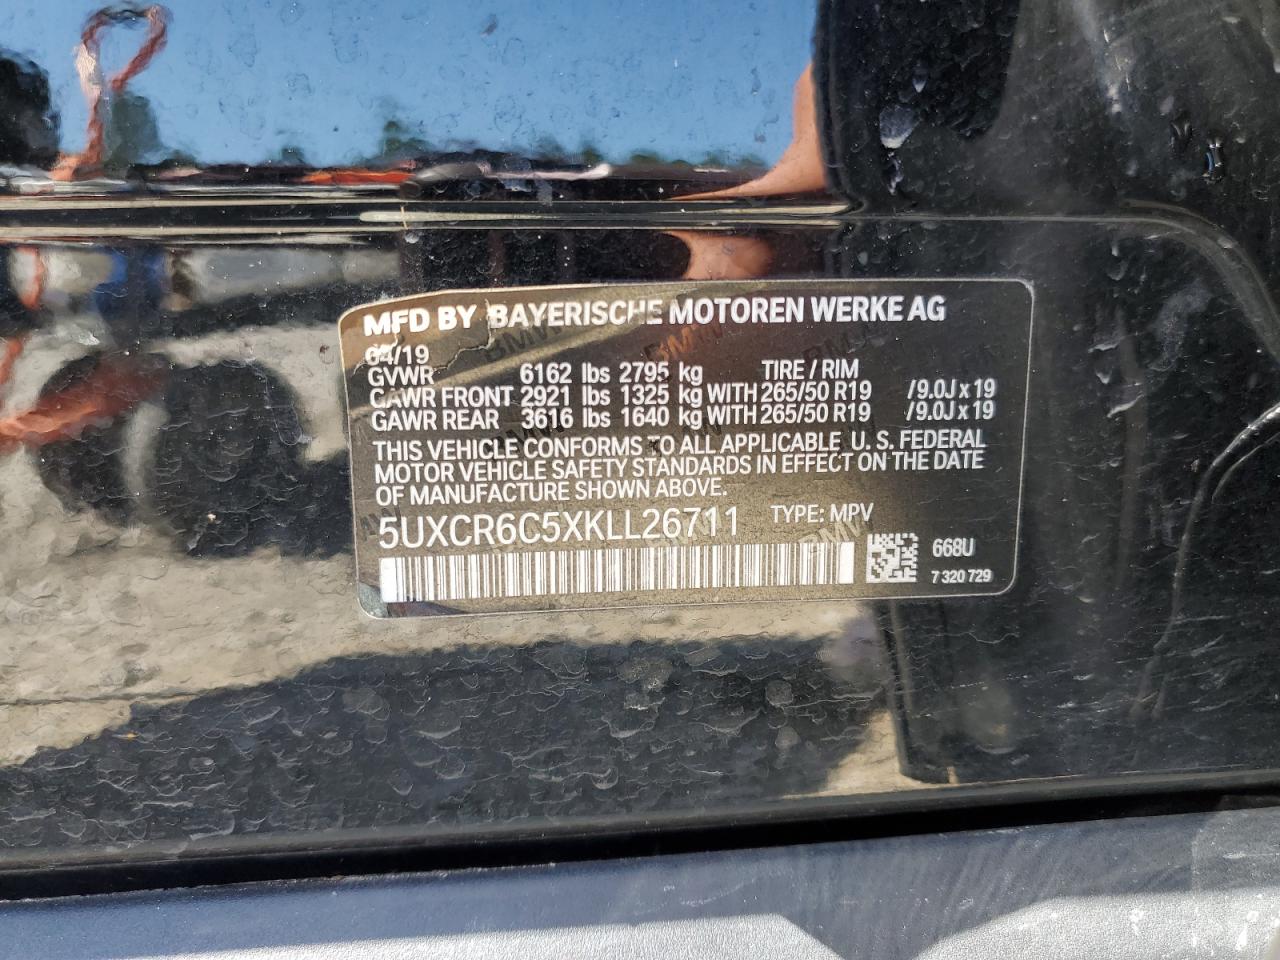 MFD BY BAYERISCHE MOTOREN WERKE AG
04/19
GVWR 6162 lbs 2795 kg TIRE / RIM
GAWR FRONT 2921 lbs 1325 kg WITH 265/50 R19 /9.0J x 19
GAWR REAR 3616 lbs 1640 kg WITH 265/50 R19 /9.0J x 19
THIS VEHICLE CONFORMS TO ALL APPLICABLE U. S. FEDERAL
MOTOR VEHICLE SAFETY STANDARDS IN EFFECT ON THE DATE
OF MANUFACTURE SHOWN ABOVE.
5UXCR6C5XKLL26711 TYPE: MPV
668U
7 320 729